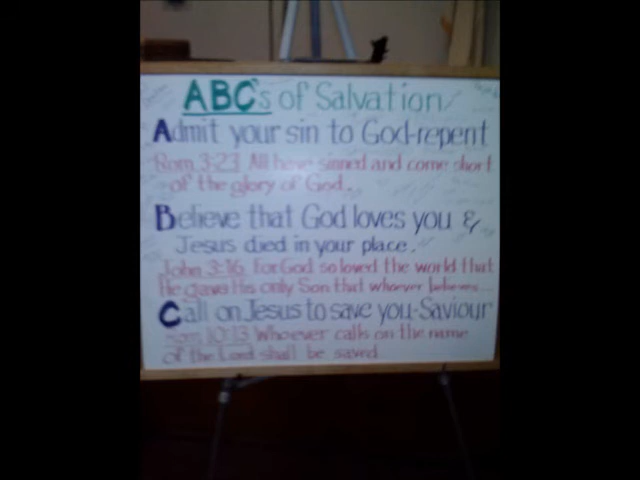 ABC's of Salvation
Admit your sin to God-repent
Rom 3:23 All have sinned and come short
of the glory of God.
Believe that God loves you &
Jesus died in your place.
John 3:16 For God so loved the world that
He gave His only Son that whoever believes...
Call on Jesus to save you-Saviour
Rom 10:13 Whoever calls on the name
of the Lord shall be saved